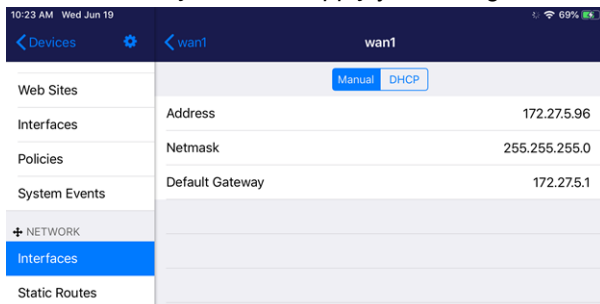 10:23 AM Wed Jun 19
69%
Devices
wan1
wan1
Manual DHCP
Web Sites
Interfaces
Policies
System Events
NETWORK
Interfaces
Static Routes
Address 172.27.5.96
Netmask 255.255.255.0
Default Gateway 172.27.5.1